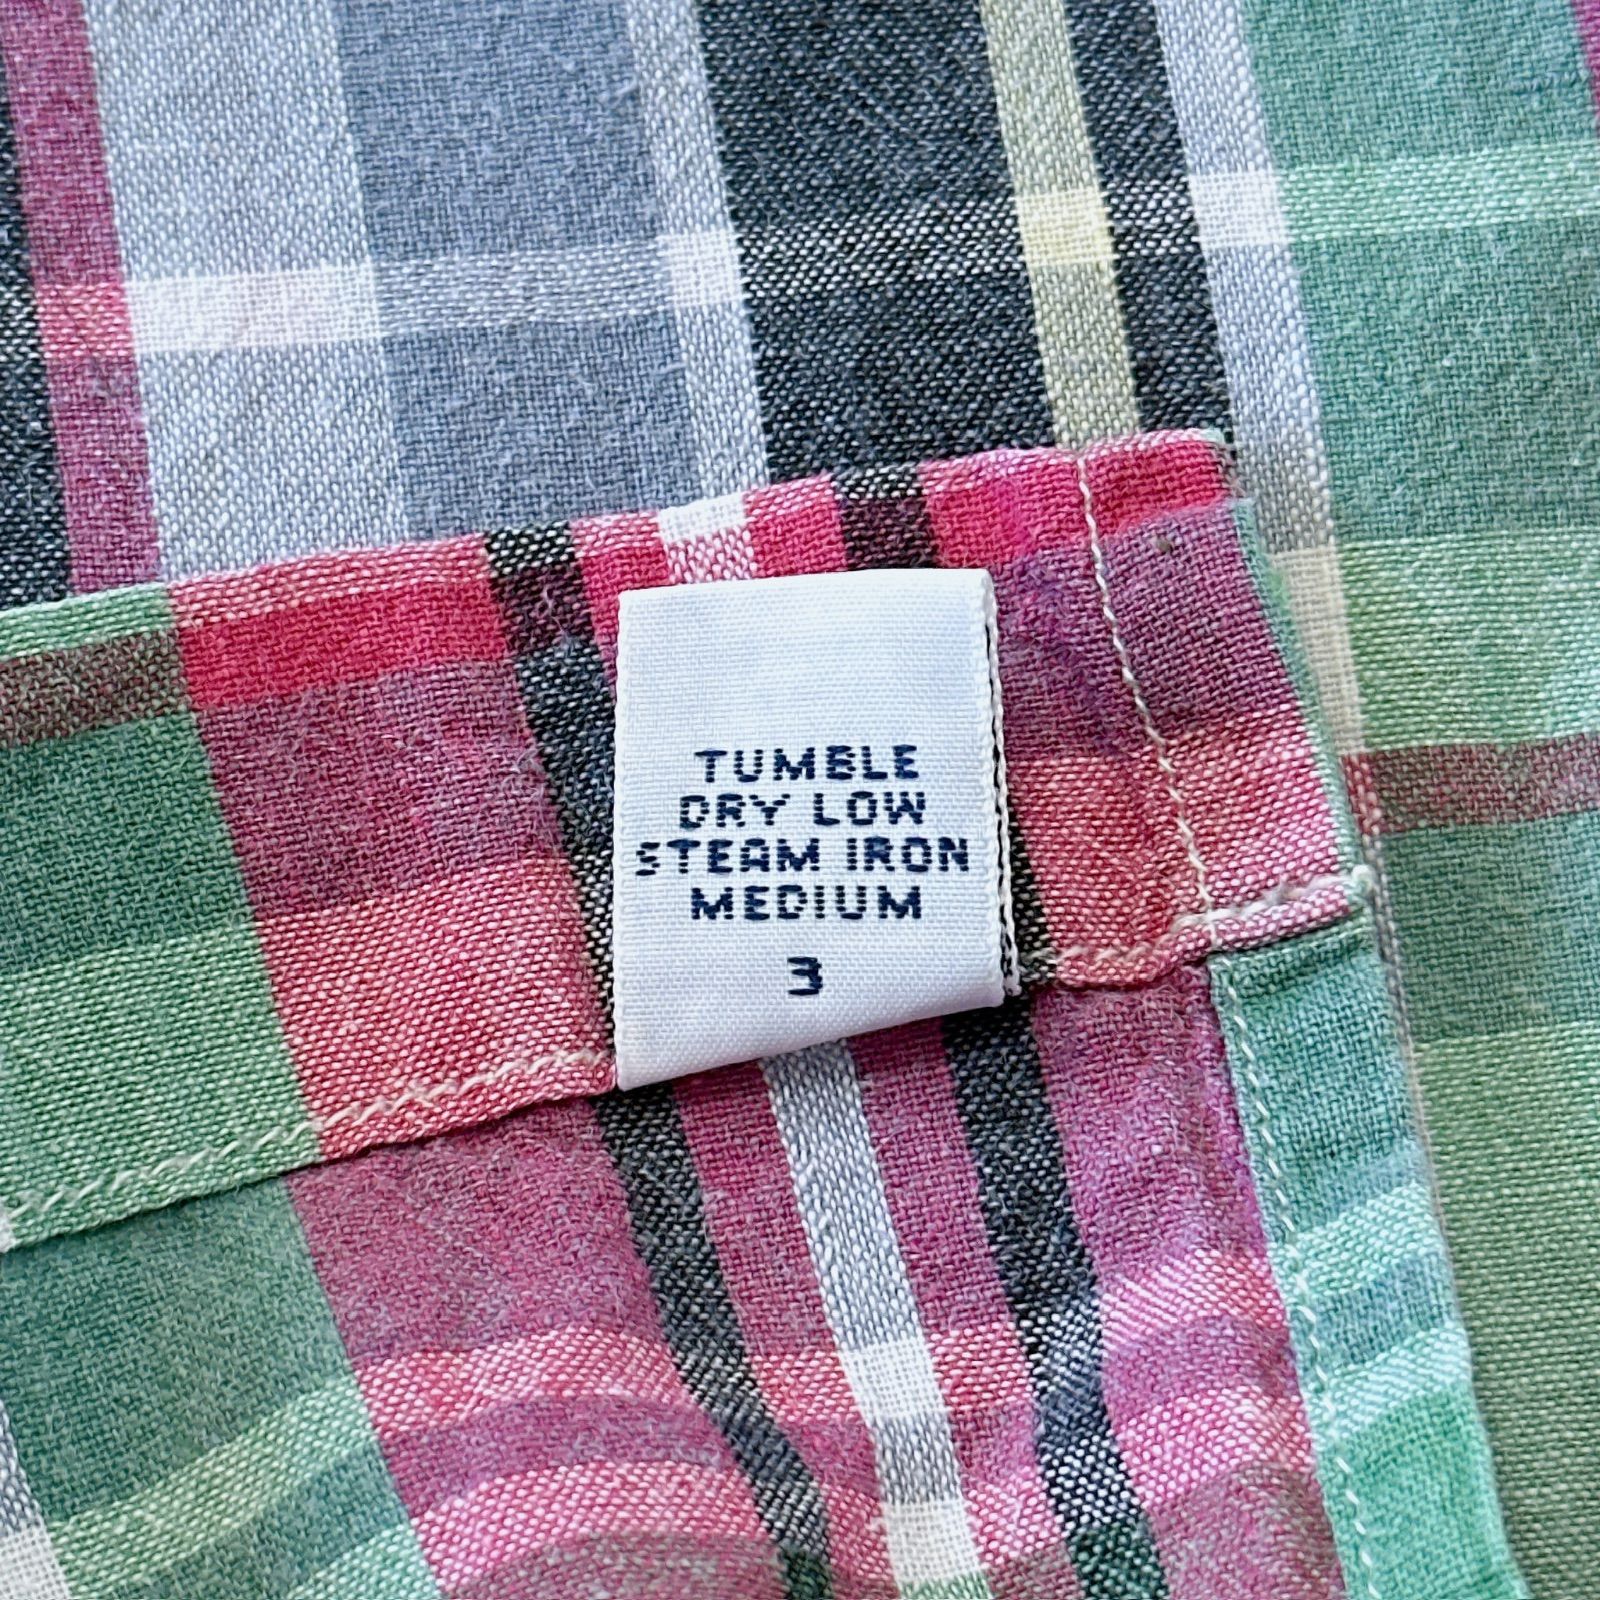 TUMBLE
DRY LOW
STEAM IRON
MEDIUM
3